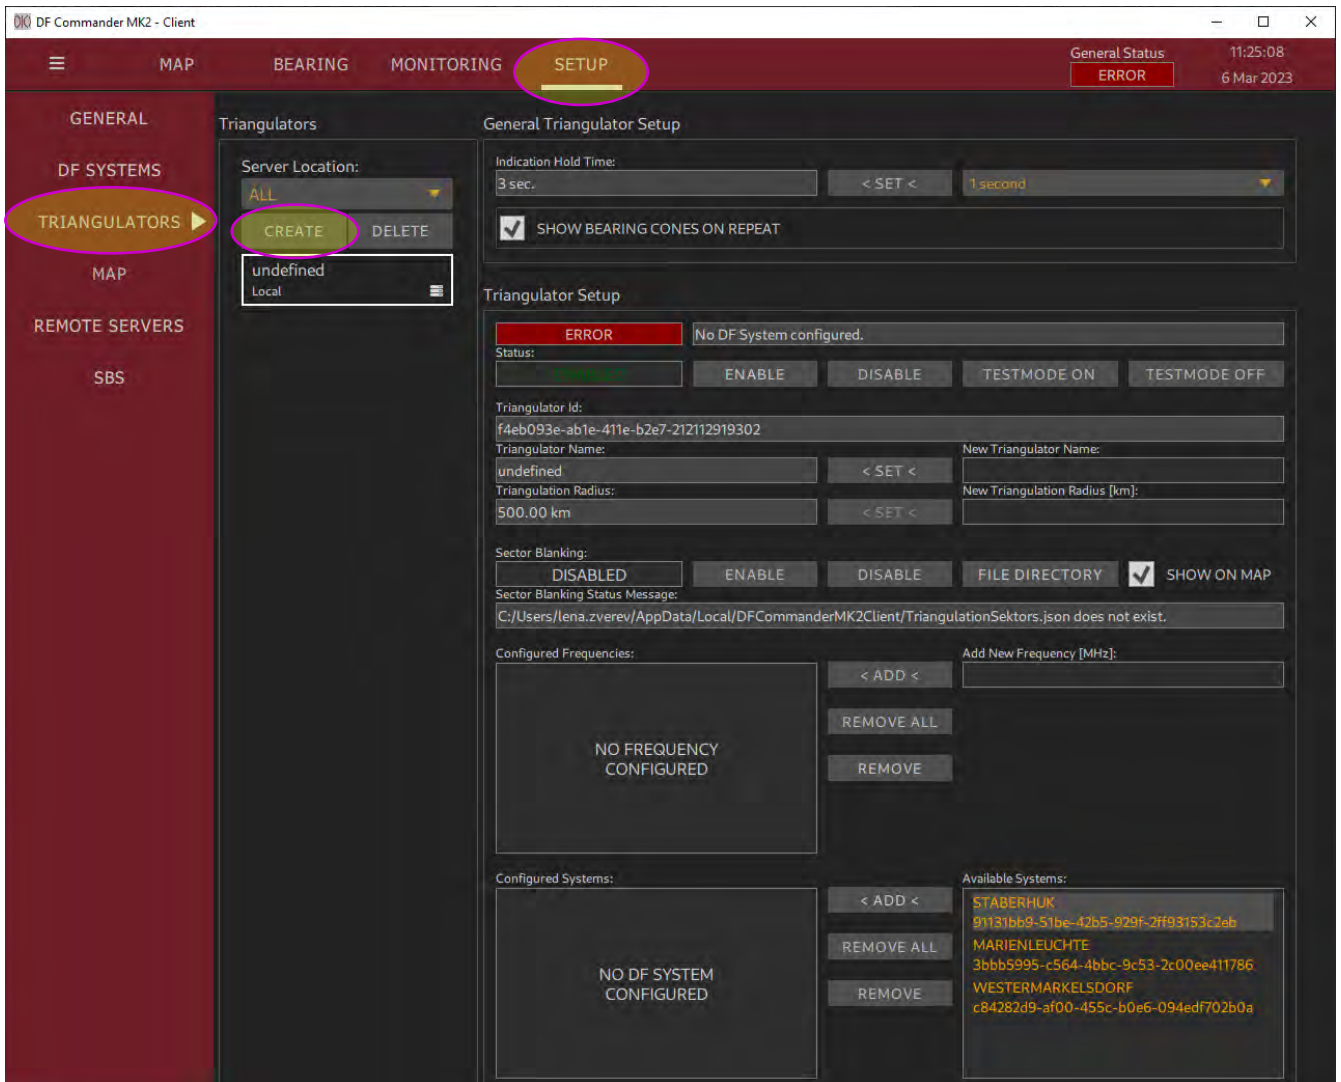 DF Commander MK2 - Client
MAP
BEARING
MONITORING
SETUP
General Status
ERROR
11:25:08
6 Mar 2023
GENERAL
DF SYSTEMS
TRIANGULATORS
MAP
REMOTE SERVERS
SBS
Triangulators
Server Location:
ALL
CREATE
DELETE
undefined
Local
General Triangulator Setup
Indication Hold Time:
3 sec.
< SET <
1 second
SHOW BEARING CONES ON REPEAT
Triangulator Setup
ERROR
No DF System configured.
Status:
ENABLE
DISABLE
TESTMODE ON
TESTMODE OFF
Triangulator Id:
f4eb093e-ab1e-411e-b2e7-212112919302
Triangulator Name:
New Triangulator Name:
undefined
< SET <
Triangulation Radius:
New Triangulation Radius [km]:
500.00 km
< SET <
Sector Blanking:
DISABLED
ENABLE
DISABLE
FILE DIRECTORY
SHOW ON MAP
Sector Blanking Status Message:
C:/Users/lena.zverev/AppData/Local/DFCommanderMK2Client/TriangulationSektors.json does not exist.
Configured Frequencies:
Add New Frequency [MHz]:
< ADD <
REMOVE ALL
REMOVE
NO FREQUENCY
CONFIGURED
Configured Systems:
Available Systems:
< ADD <
REMOVE ALL
REMOVE
NO DF SYSTEM
CONFIGURED
STABERHUK
91131bb9-51be-42b5-929f-2ff93153c2eb
MARIENLEUCHTE
3bbb5995-c564-4bbc-9c53-2c00ee411786
WESTERMARKELSDORF
c84282d9-af00-455c-b0e6-094edf702b0a